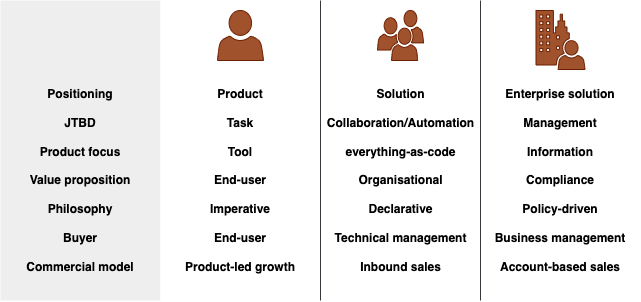 Positioning Product Solution Enterprise solution
JTBD Task Collaboration/Automation Management
Product focus Tool everything-as-code Information
Value proposition End-user Organisational Compliance
Philosophy Imperative Declarative Policy-driven
Buyer End-user Technical management Business management
Commercial model Product-led growth Inbound sales Account-based sales